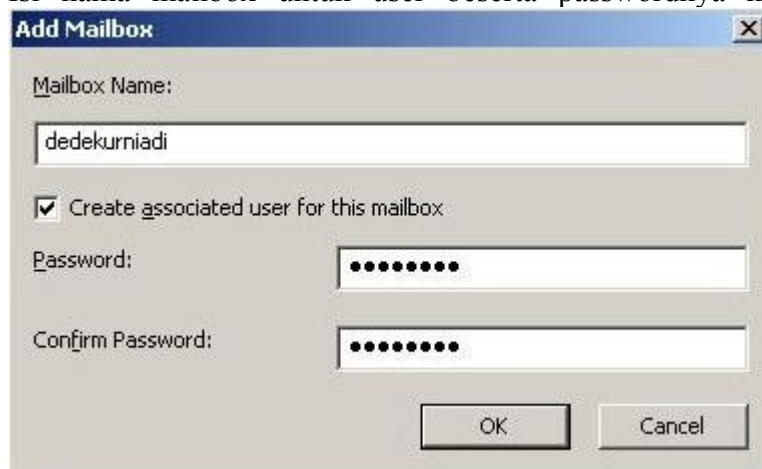 Add Mailbox
Mailbox Name:
dedekurniadi
Create associated user for this mailbox
Password: ••••••••
Confirm Password: ••••••••
OK Cancel